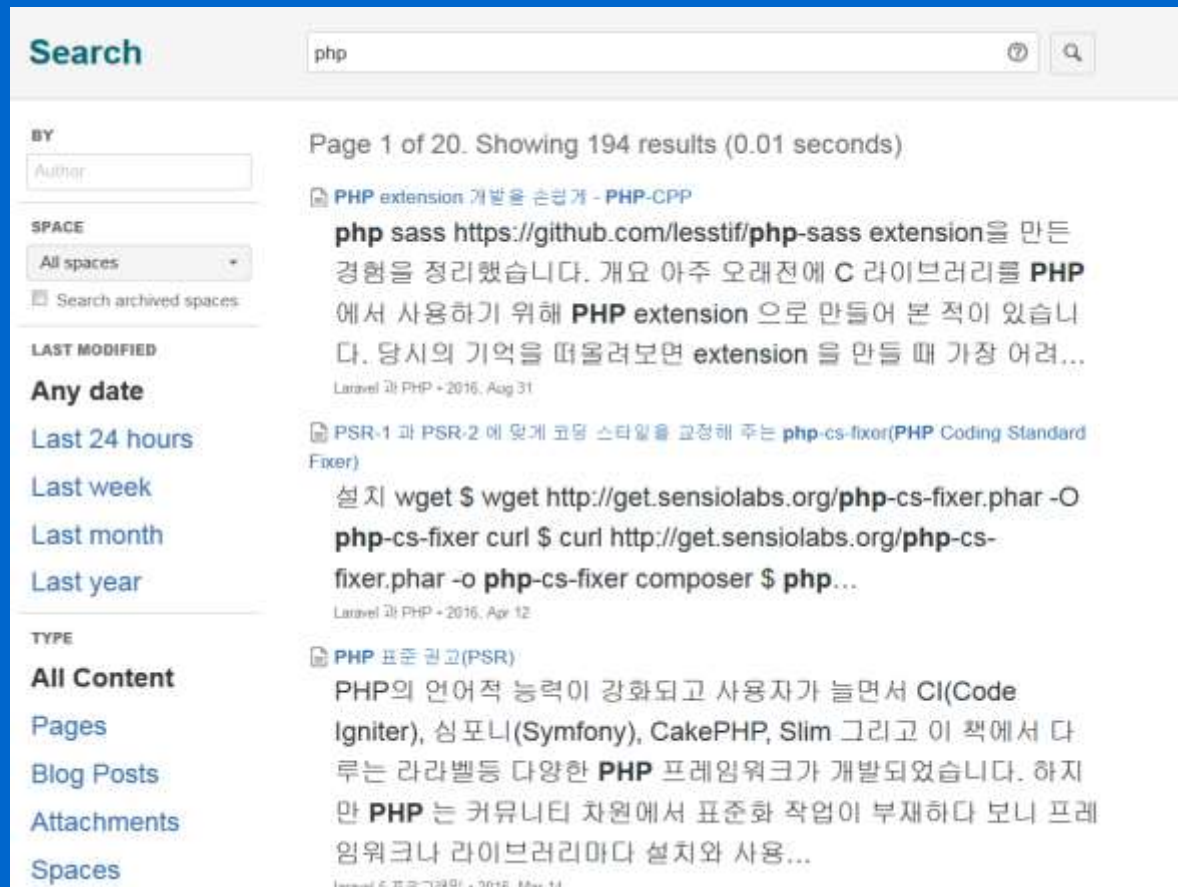 Search
php
BY
Author
SPACE
All spaces
Search archived spaces
LAST MODIFIED
Any date
Last 24 hours
Last week
Last month
Last year
TYPE
All Content
Pages
Blog Posts
Attachments
Spaces
Page 1 of 20. Showing 194 results (0.01 seconds)
PHP extension 개발을 손쉽게 - PHP-CPP
php sass https://github.com/lesstif/php-sass extension을 만든
경험을 정리했습니다. 개요 아주 오래전에 C 라이브러리를 PHP
에서 사용하기 위해 PHP extension 으로 만들어 본 적이 있습니
다. 당시의 기억을 떠올려보면 extension 을 만들 때 가장 어려...
Laravel 과 PHP • 2016. Aug 31
PSR-1 과 PSR-2 에 맞게 코딩 스타일을 교정해 주는 php-cs-fixer(PHP Coding Standard
Fixer)
설치 wget $ wget http://get.sensiolabs.org/php-cs-fixer.phar -O
php-cs-fixer curl $ curl http://get.sensiolabs.org/php-cs-
fixer.phar -o php-cs-fixer composer $ php...
Laravel 과 PHP • 2016. Apr 12
PHP 표준 권고(PSR)
PHP의 언어적 능력이 강화되고 사용자가 늘면서 CI(Code
Igniter), 심포니(Symfony), CakePHP, Slim 그리고 이 책에서 다
루는 라라벨등 다양한 PHP 프레임워크가 개발되었습니다. 하지
만 PHP 는 커뮤니티 차원에서 표준화 작업이 부재하다 보니 프레
임워크나 라이브러리마다 설치와 사용...
laravel 5 프로그래밍 • 2016. Mar 14